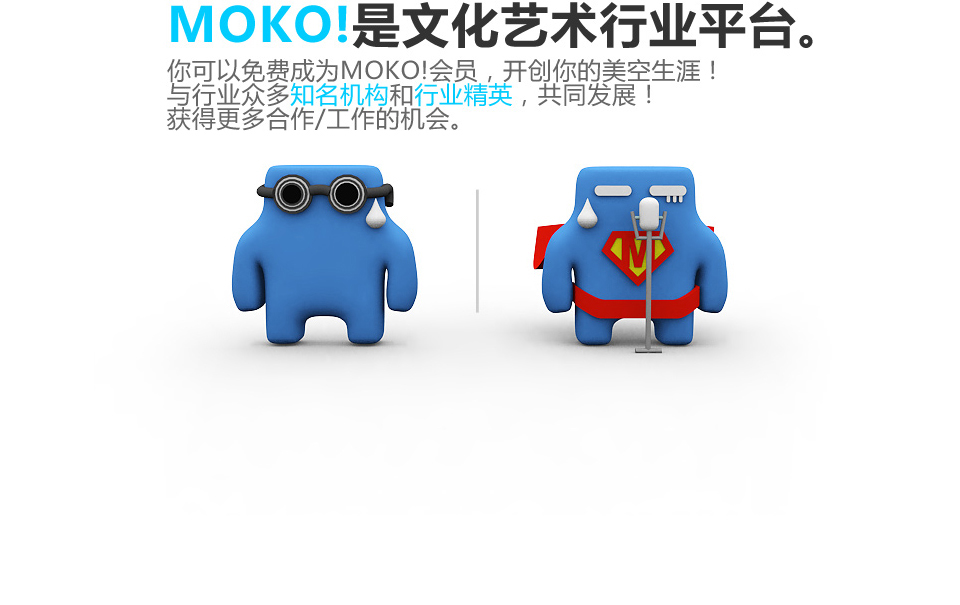 MOKO!是文化艺术行业平台。
你可以免费成为MOKO!会员，开创你的美空生涯！
与行业众多知名机构和行业精英，共同发展！
获得更多合作/工作的机会。
M